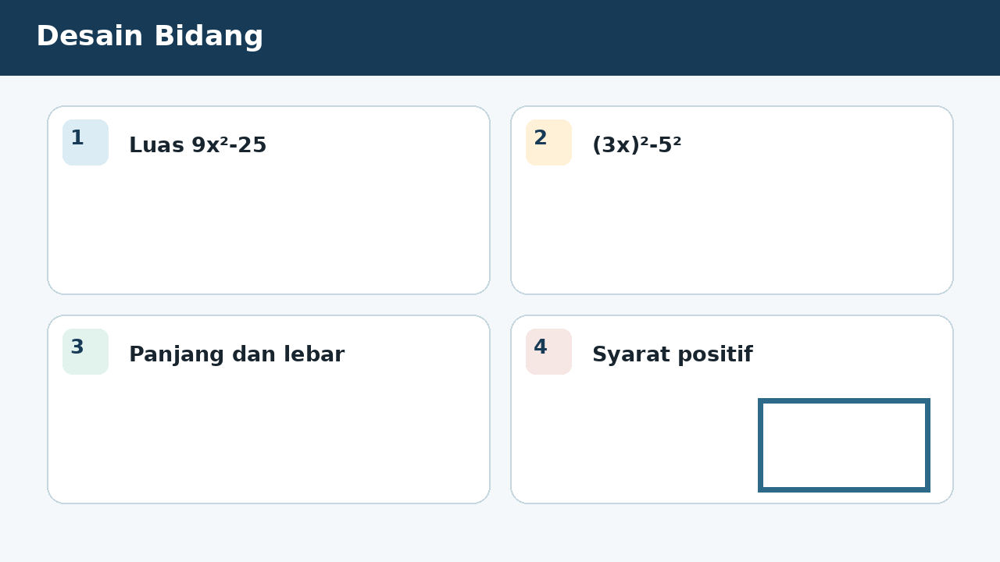 Desain Bidang
1
Luas 9x²-25
2
(3x)²-5²
3
Panjang dan lebar
4
Syarat positif